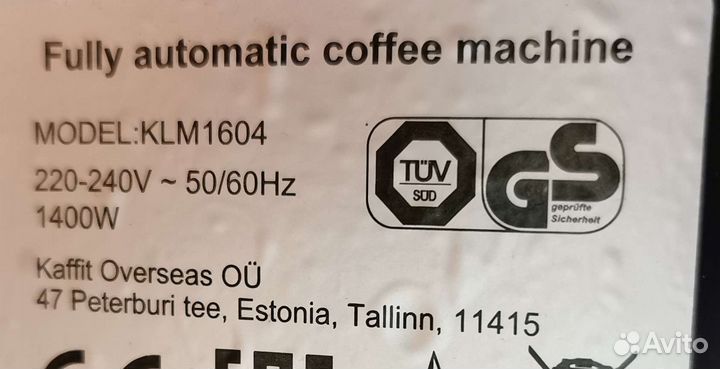 Fully automatic coffee machine
MODEL:KLM1604
220-240V ~ 50/60Hz
1400W
TÜV
SÜD
GS
geprüfte
Sicherheit
Kaffit Overseas OÜ
47 Peterburi tee, Estonia, Tallinn, 11415
Avito